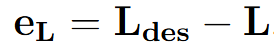 e_L = L_des − L